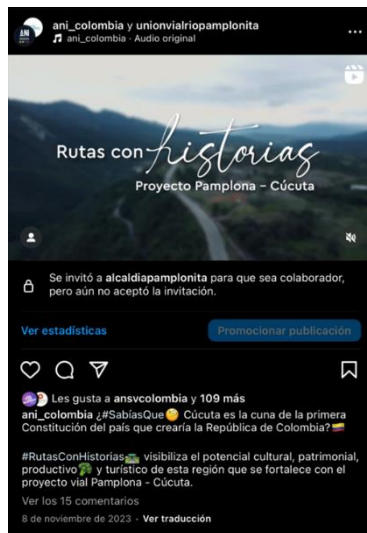 ani_colombia y unionvialriopamplonita
ani_colombia · Audio original
ANI
Rutas con historias
Proyecto Pamplona - Cúcuta
Se invitó a alcaldiapamplonita para que sea colaborador,
pero aún no aceptó la invitación.
Ver estadísticas
Promocionar publicación
Les gusta a ansvcolombia y 109 más
ani_colombia ¿#SabíasQue🧐 Cúcuta es la cuna de la primera
Constitución del país que crearía la República de Colombia?🇨🇴
#RutasConHistorias🛣️ visibiliza el potencial cultural, patrimonial,
productivo🌳 y turístico de esta región que se fortalece con el
proyecto vial Pamplona - Cúcuta.
Ver los 15 comentarios
8 de noviembre de 2023 · Ver traducción